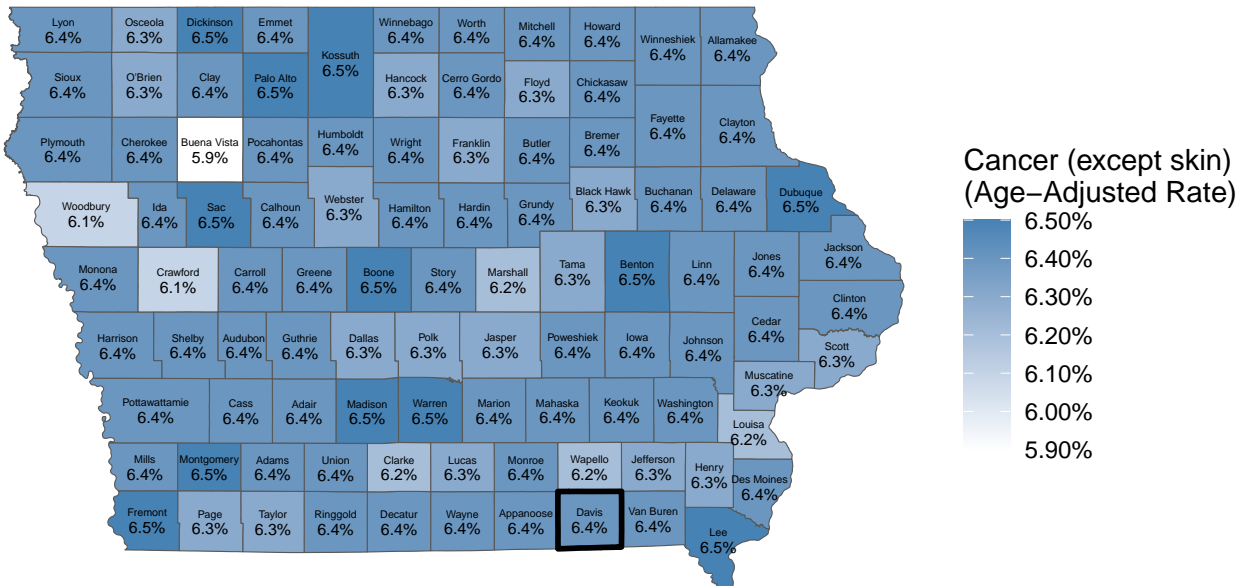 Lyon Osceola Dickinson Emmet Winnebago Worth Mitchell Howard
6.4% 6.3% 6.5% 6.4% 6.4% 6.4% 6.4% 6.4%
Kossuth Winneshiek Allamakee
6.5% 6.4% 6.4%
Sioux O'Brien Clay Palo Alto Hancock Cerro Gordo Floyd Chickasaw
6.4% 6.3% 6.4% 6.5% 6.3% 6.4% 6.3% 6.4%
Fayette Clayton
6.4% 6.4%
Plymouth Cherokee Buena Vista Pocahontas Humboldt Wright Franklin Butler Bremer
6.4% 6.4% 5.9% 6.4% 6.4% 6.4% 6.3% 6.4% 6.4%
Woodbury Ida Sac Calhoun Webster Hamilton Hardin Grundy Black Hawk Buchanan Delaware Dubuque
6.1% 6.4% 6.5% 6.4% 6.3% 6.4% 6.4% 6.4% 6.3% 6.4% 6.4% 6.5%
Monona Crawford Carroll Greene Boone Story Marshall Tama Benton Linn Jones Jackson
6.4% 6.1% 6.4% 6.4% 6.5% 6.4% 6.2% 6.3% 6.5% 6.4% 6.4% 6.4%
Clinton
6.4%
Harrison Shelby Audubon Guthrie Dallas Polk Jasper Poweshiek Iowa Johnson Cedar Scott
6.4% 6.4% 6.4% 6.4% 6.3% 6.3% 6.3% 6.4% 6.4% 6.4% 6.4% 6.3%
Muscatine
6.3%
Pottawattamie Cass Adair Madison Warren Marion Mahaska Keokuk Washington
6.4% 6.4% 6.4% 6.5% 6.5% 6.4% 6.4% 6.4% 6.4%
Louisa
6.2%
Mills Montgomery Adams Union Clarke Lucas Monroe Wapello Jefferson Henry Des Moines
6.4% 6.5% 6.4% 6.4% 6.2% 6.3% 6.4% 6.2% 6.3% 6.3% 6.4%
Fremont Page Taylor Ringgold Decatur Wayne Appanoose Davis Van Buren Lee
6.5% 6.3% 6.3% 6.4% 6.4% 6.4% 6.4% 6.4% 6.4% 6.5%
Cancer (except skin)
(Age−Adjusted Rate)
6.50%
6.40%
6.30%
6.20%
6.10%
6.00%
5.90%